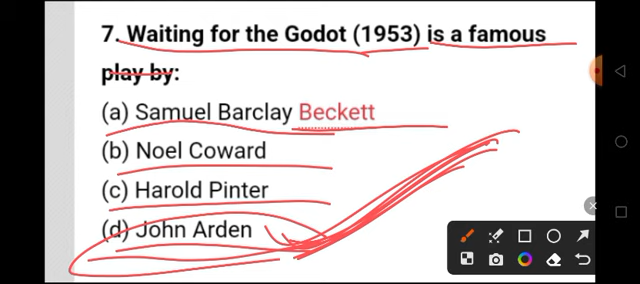 7. Waiting for the Godot (1953) is a famous
play by:
(a) Samuel Barclay Beckett
(b) Noel Coward
(c) Harold Pinter
(d) John Arden